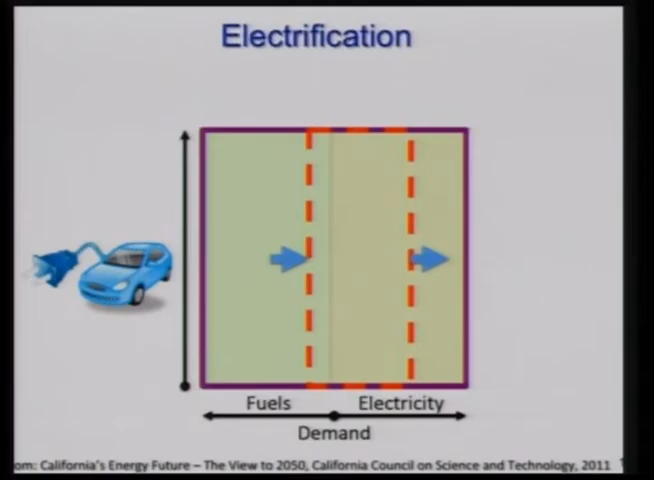 Electrification
Fuels
Electricity
Demand
om: California's Energy Future – The View to 2050, California Council on Science and Technology, 2011